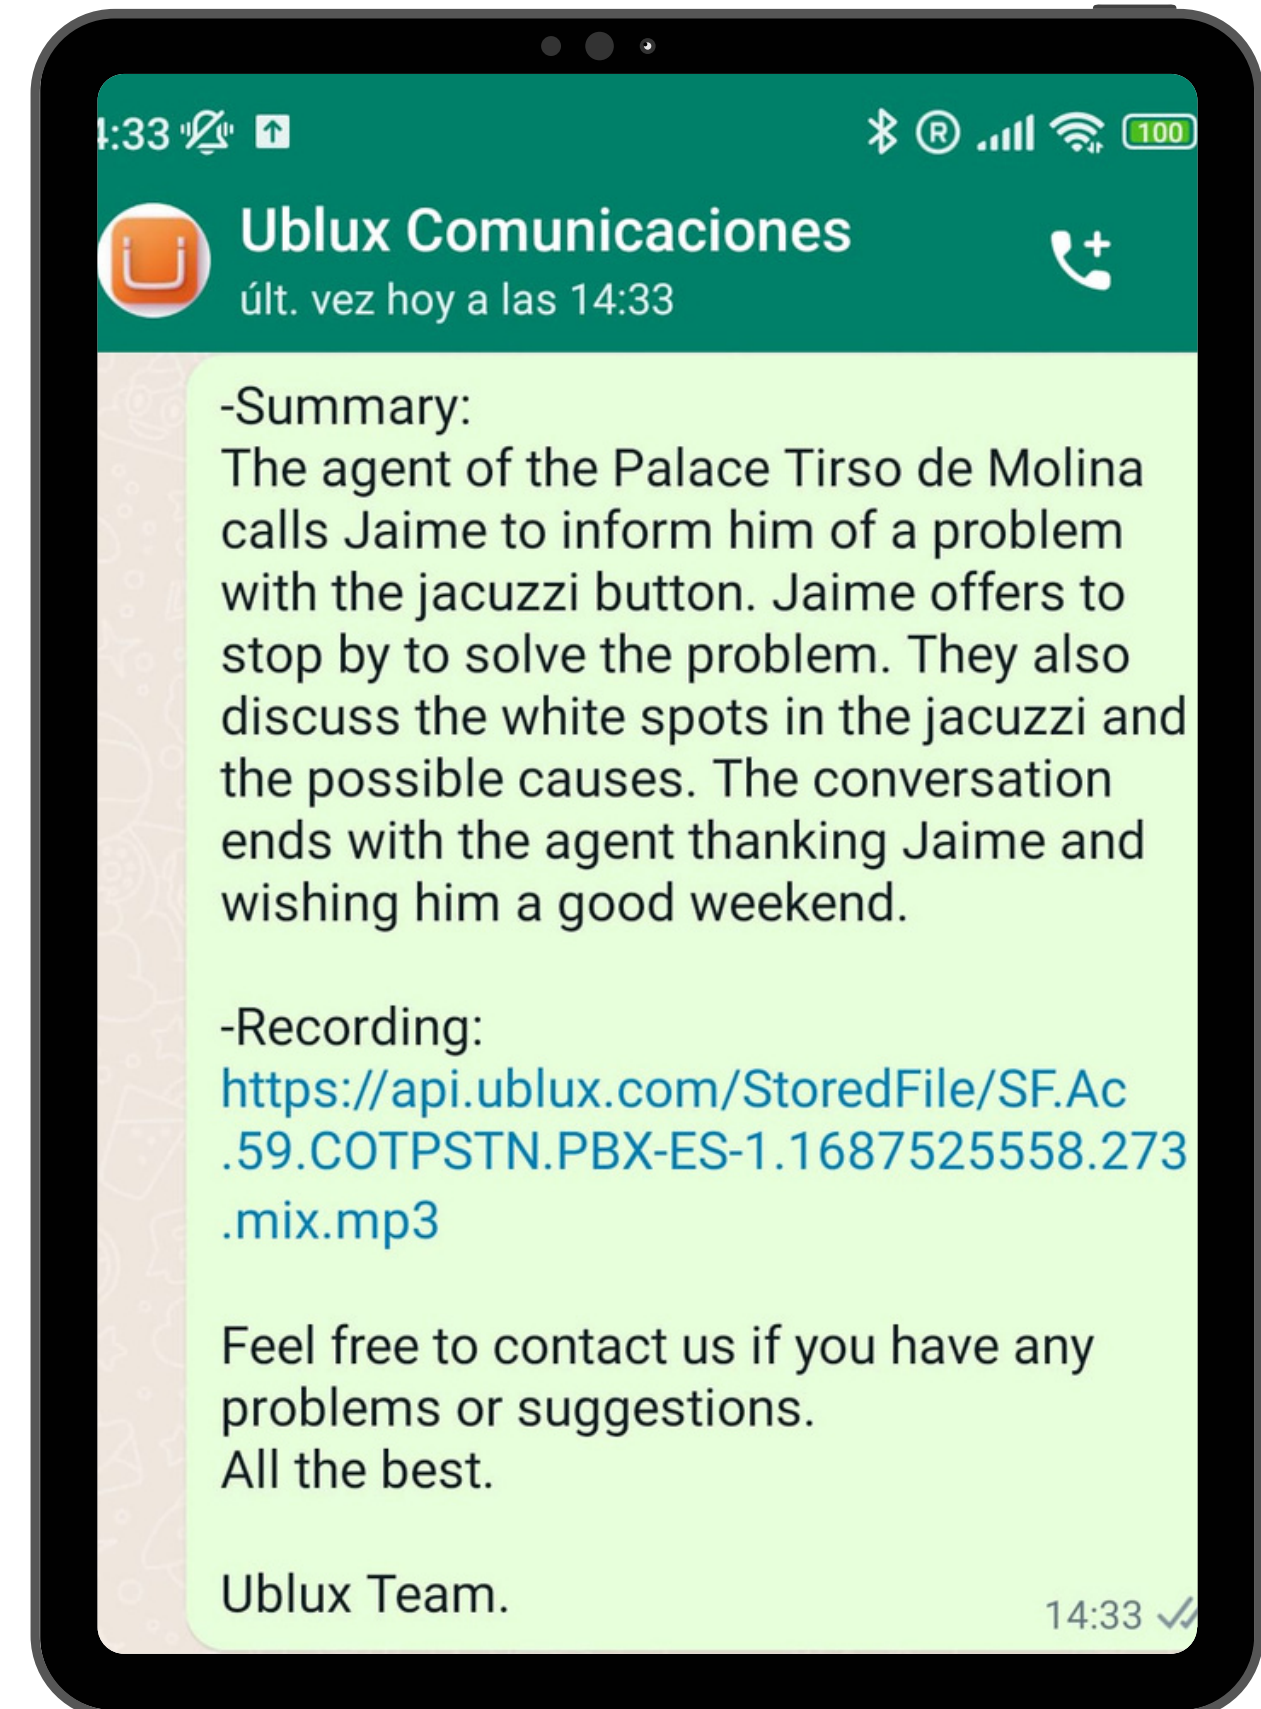 4:33
100
Ublux Comunicaciones
últ. vez hoy a las 14:33
-Summary:
The agent of the Palace Tirso de Molina
calls Jaime to inform him of a problem
with the jacuzzi button. Jaime offers to
stop by to solve the problem. They also
discuss the white spots in the jacuzzi and
the possible causes. The conversation
ends with the agent thanking Jaime and
wishing him a good weekend.
-Recording:
https://api.ublux.com/StoredFile/SF.Ac
.59.COTPSTN.PBX-ES-1.1687525558.273
.mix.mp3
Feel free to contact us if you have any
problems or suggestions.
All the best.
Ublux Team.
14:33